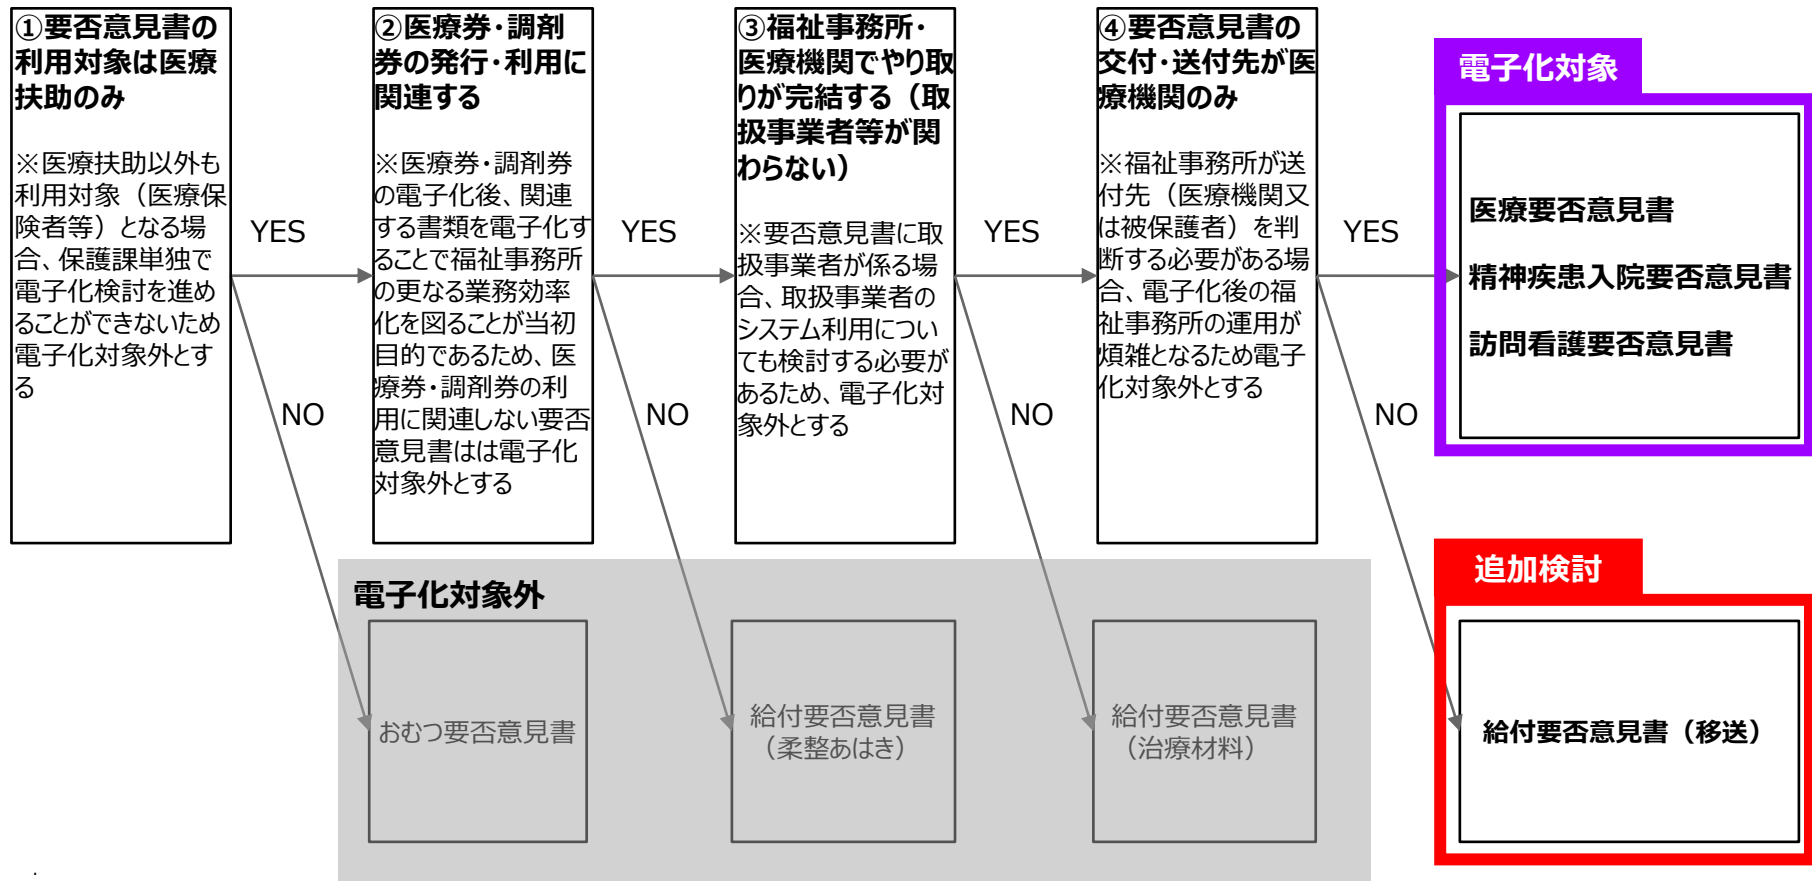 ①要否意見書の
利用対象は医療
扶助のみ
※医療扶助以外も
利用対象（医療保
険者等）となる場
合、保護課単独で
電子化検討を進め
ることができないため
電子化対象外とす
る
YES
NO
②医療券・調剤
券の発行・利用に
関連する
※医療券・調剤券
の電子化後、関連
する書類を電子化す
ることで福祉事務所
の更なる業務効率
化を図ることが当初
目的であるため、医
療券・調剤券の利
用に関連しない要否
意見書はは電子化
対象外とする
YES
NO
③福祉事務所・
医療機関でやり取
りが完結する（取
扱事業者等が関
わらない）
※要否意見書に取
扱事業者が係る場
合、取扱事業者の
システム利用につい
ても検討する必要が
あるため、電子化対
象外とする
YES
NO
④要否意見書の
交付・送付先が医
療機関のみ
※福祉事務所が送
付先（医療機関又
は被保護者）を判
断する必要がある場
合、電子化後の福
祉事務所の運用が
煩雑となるため電子
化対象外とする
YES
NO
電子化対象
医療要否意見書
精神疾患入院要否意見書
訪問看護要否意見書
電子化対象外
おむつ要否意見書
給付要否意見書
（柔整あはき）
給付要否意見書
（治療材料）
追加検討
給付要否意見書（移送）